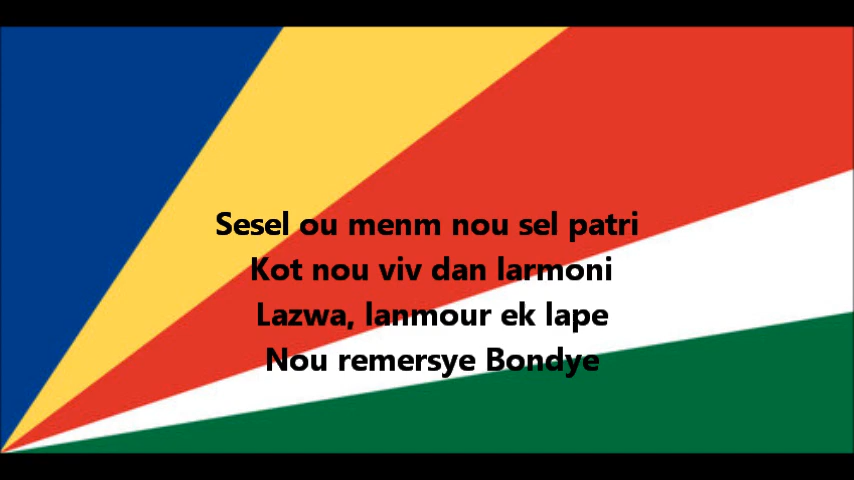 Sesel ou menm nou sel patri
Kot nou viv dan larmoni
Lazwa, lanmour ek lape
Nou remersye Bondye